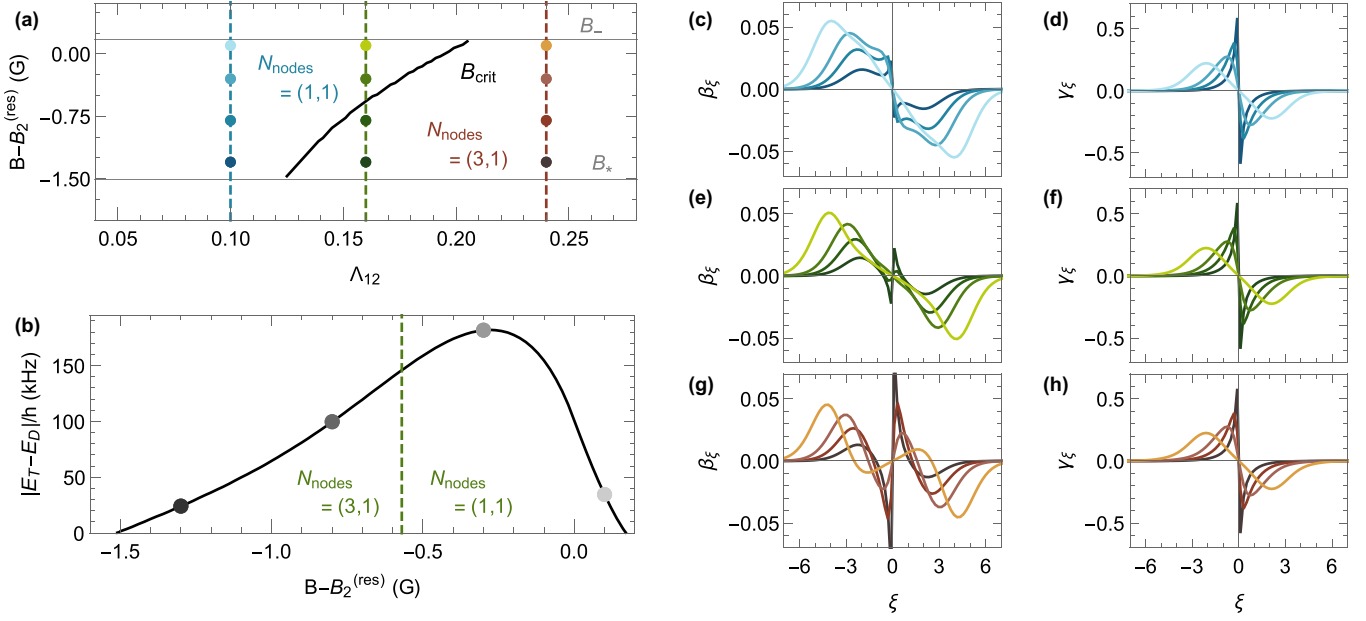 (a)
B−B₂⁽ʳᵉˢ⁾ (G)
0.00
−0.75
−1.50
N_nodes
= (1,1)
B_crit
B_−
N_nodes
= (3,1)
B_*
0.05 0.10 0.15 0.20 0.25
Λ₁₂
(b)
|E_T−E_D|/h (kHz)
150
100
50
0
N_nodes
= (3,1)
N_nodes
= (1,1)
−1.5 −1.0 −0.5 0.0
B−B₂⁽ʳᵉˢ⁾ (G)
(c)
β_ξ
0.05
0.00
−0.05
(d)
γ_ξ
0.5
0.0
−0.5
(e)
β_ξ
0.05
0.00
−0.05
(f)
γ_ξ
0.5
0.0
−0.5
(g)
β_ξ
0.05
0.00
−0.05
−6 −3 0 3 6
ξ
(h)
γ_ξ
0.5
0.0
−0.5
−6 −3 0 3 6
ξ